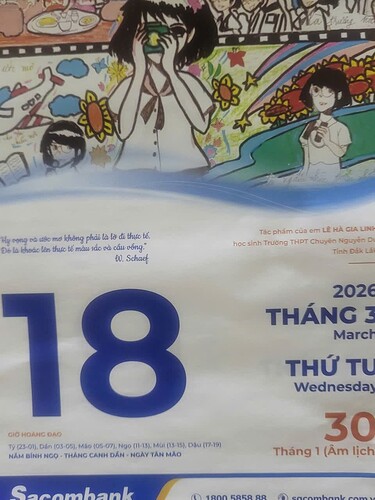 "Hy vọng và ước mơ không phải là lờ đi thực tế.
Đó là khoác lên thực tế màu sắc và cầu vồng."
W. Schaef
Tác phẩm của em LÊ HÀ GIA LINH
học sinh Trường THPT Chuyên Nguyễn Du
Tỉnh Đắk Lắk
18
2026
THÁNG 3
March
THỨ TƯ
Wednesday
30
Tháng 1 (Âm lịch
GIỜ HOÀNG ĐẠO
Tý (23-01), Dần (03-05), Mão (05-07), Ngọ (11-13), Mùi (13-15), Dậu (17-19)
NĂM BÍNH NGỌ - THÁNG CANH DẦN - NGÀY TÂN MÃO
Sacombank
1800 5858 88
sacombank.com.v